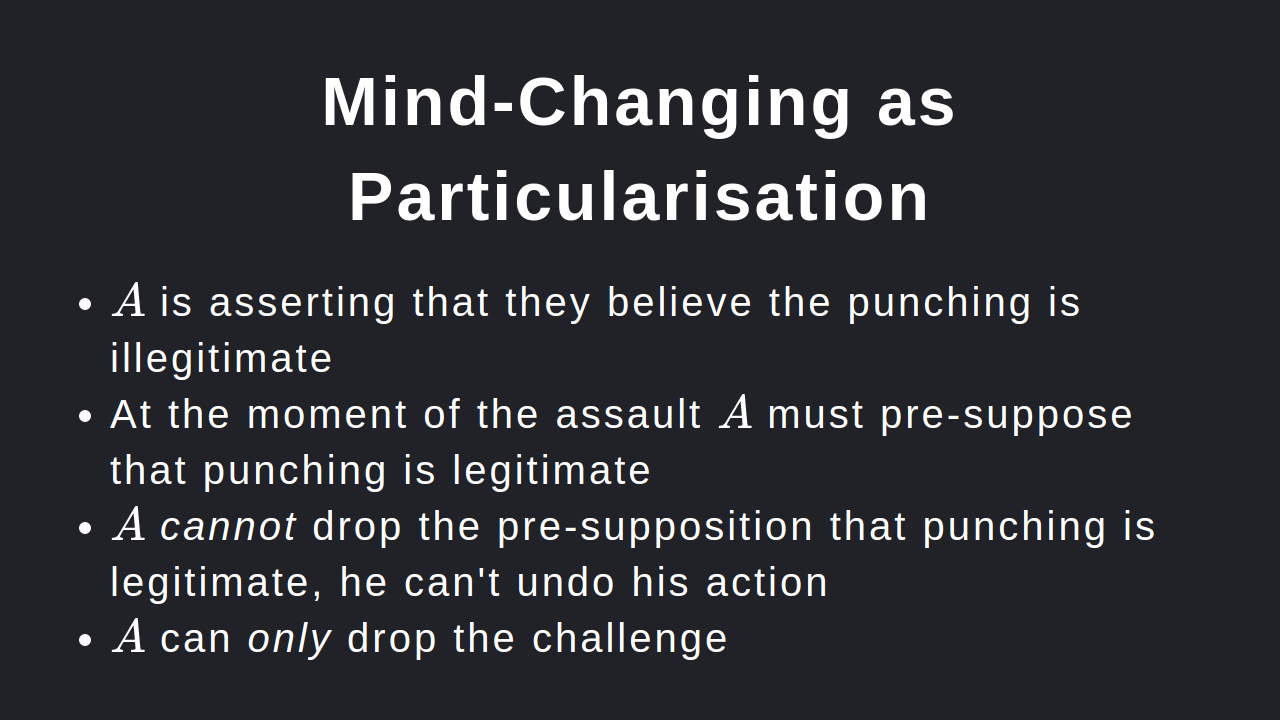 Mind-Changing as
Particularisation
• A is asserting that they believe the punching is
illegitimate
• At the moment of the assault A must pre-suppose
that punching is legitimate
• A cannot drop the pre-supposition that punching is
legitimate, he can't undo his action
• A can only drop the challenge